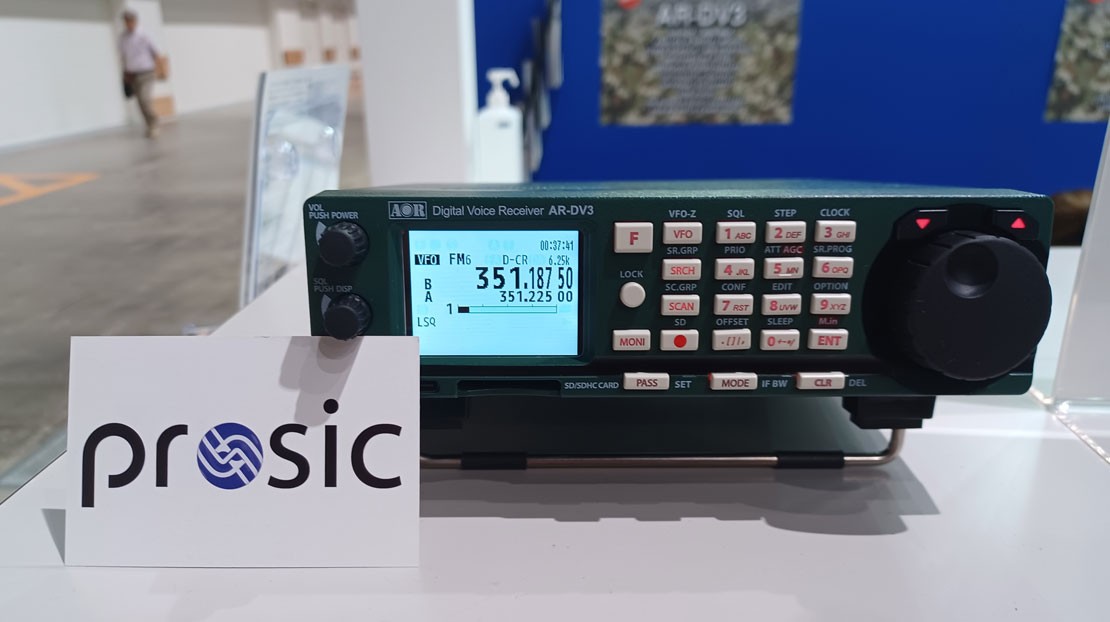 AR-DV3
VOL
PUSH POWER
SQL
PUSH DISP
AOR Digital Voice Receiver AR-DV3
00:37:41
VFO FM6 D-CR 6.25k
B 351.187 50
A 351.225 00
1
LSQ
VFO-Z SQL STEP CLOCK
F VFO 1 ABC 2 DEF 3 GHI
SR.GRP PRIO ATT AGC SR.PROG
LOCK SRCH 4 JKL 5 MN 6 OPQ
SC.GRP CONF EDIT OPTION
SCAN 7 RST 8 UVW 9 XYZ
SD OFFSET SLEEP M.in
MONI ENT
SD/SDHC CARD PASS SET MODE IF BW CLR DEL
prosic